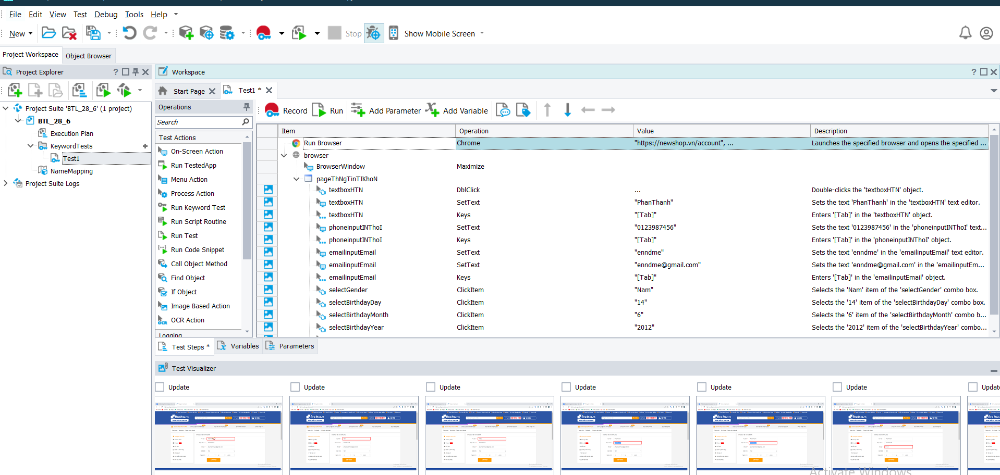 File Edit View Test Debug Tools Help
New Stop Show Mobile Screen
Project Workspace Object Browser
Project Explorer ?
Workspace ?
Start Page Test1 *
Project Suite 'BTL_28_6' (1 project)
BTL_28_6
Execution Plan
KeywordTests
Test1
NameMapping
Project Suite Logs
Operations
Search
Test Actions
On-Screen Action
Run TestedApp
Menu Action
Process Action
Run Keyword Test
Run Script Routine
Run Test
Run Code Snippet
Call Object Method
Find Object
If Object
Image Based Action
OCR Action
Logging
Record Run Add Parameter Add Variable
Item Operation Value Description
Run Browser Chrome "https://newshop.vn/account", ... Launches the specified browser and opens the specified ...
browser
BrowserWindow Maximize
pageThNgTinTIKhoN
textboxHTN DblClick ... Double-clicks the 'textboxHTN' object.
textboxHTN SetText "PhanThanh" Sets the text 'PhanThanh' in the 'textboxHTN' text editor.
textboxHTN Keys "[Tab]" Enters '[Tab]' in the 'textboxHTN' object.
phoneinputINThoI SetText "0123987456" Sets the text '0123987456' in the 'phoneinputINThoI' text...
phoneinputINThoI Keys "[Tab]" Enters '[Tab]' in the 'phoneinputINThoI' object.
emailinputEmail SetText "enndme" Sets the text 'enndme' in the 'emailinputEmail' text editor.
emailinputEmail SetText "enndme@gmail.com" Sets the text 'enndme@gmail.com' in the 'emailinputEm...
emailinputEmail Keys "[Tab]" Enters '[Tab]' in the 'emailinputEmail' object.
selectGender ClickItem "Nam" Selects the 'Nam' item of the 'selectGender' combo box.
selectBirthdayDay ClickItem "14" Selects the '14' item of the 'selectBirthdayDay' combo box.
selectBirthdayMonth ClickItem "6" Selects the '6' item of the 'selectBirthdayMonth' combo b...
selectBirthdayYear ClickItem "2012" Selects the '2012' item of the 'selectBirthdayYear' combo...
Test Steps * Variables Parameters
Test Visualizer
Update Update Update Update Update Update Updat
NewShop.vn NewShop.vn NewShop.vn NewShop.vn NewShop.vn NewShop.vn
Activate Windows